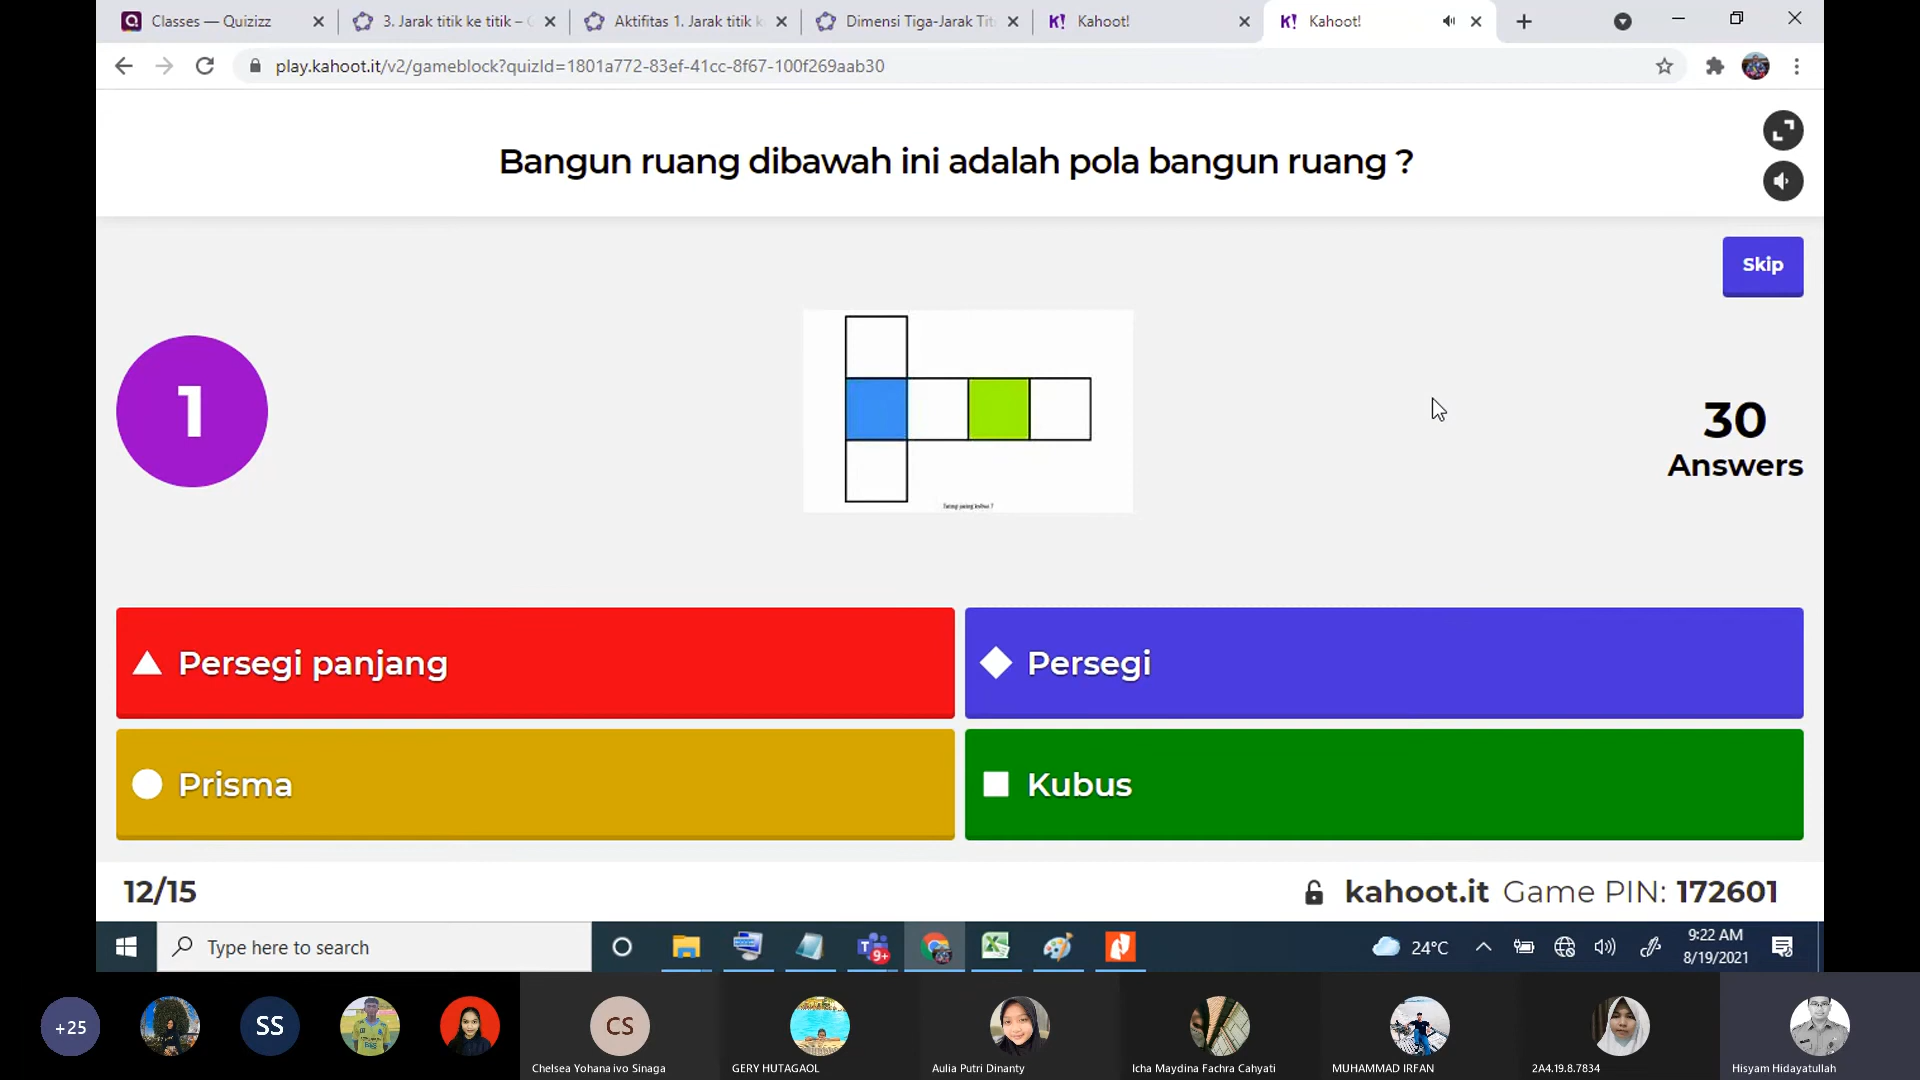 Classes — Quizizz
3. Jarak titik ke titik – G
Aktifitas 1. Jarak titik k
Dimensi Tiga-Jarak Tit
Kahoot!
Kahoot!
play.kahoot.it/v2/gameblock?quizId=1801a772-83ef-41cc-8f67-100f269aab30
Bangun ruang dibawah ini adalah pola bangun ruang ?
Skip
1
30
Answers
Persegi panjang
Persegi
Prisma
Kubus
12/15
kahoot.it Game PIN: 172601
Type here to search
9+
24°C
9:22 AM
8/19/2021
+25
SS
CS
Chelsea Yohana ivo Sinaga
GERY HUTAGAOL
Aulia Putri Dinanty
Icha Maydina Fachra Cahyati
MUHAMMAD IRFAN
2A4.19.8.7834
Hisyam Hidayatullah